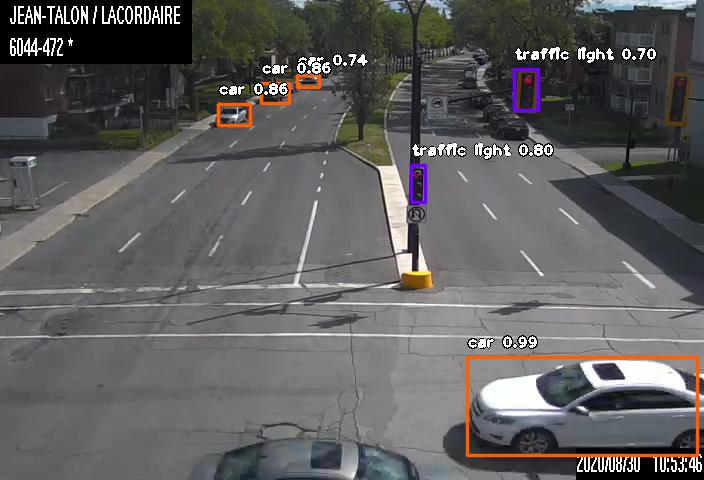 JEAN-TALON / LACORDAIRE
6044-472 *
car 0.74
car 0.86
car 0.86
traffic light 0.70
traffic light 0.80
car 0.99
2020/08/30 10:53:46